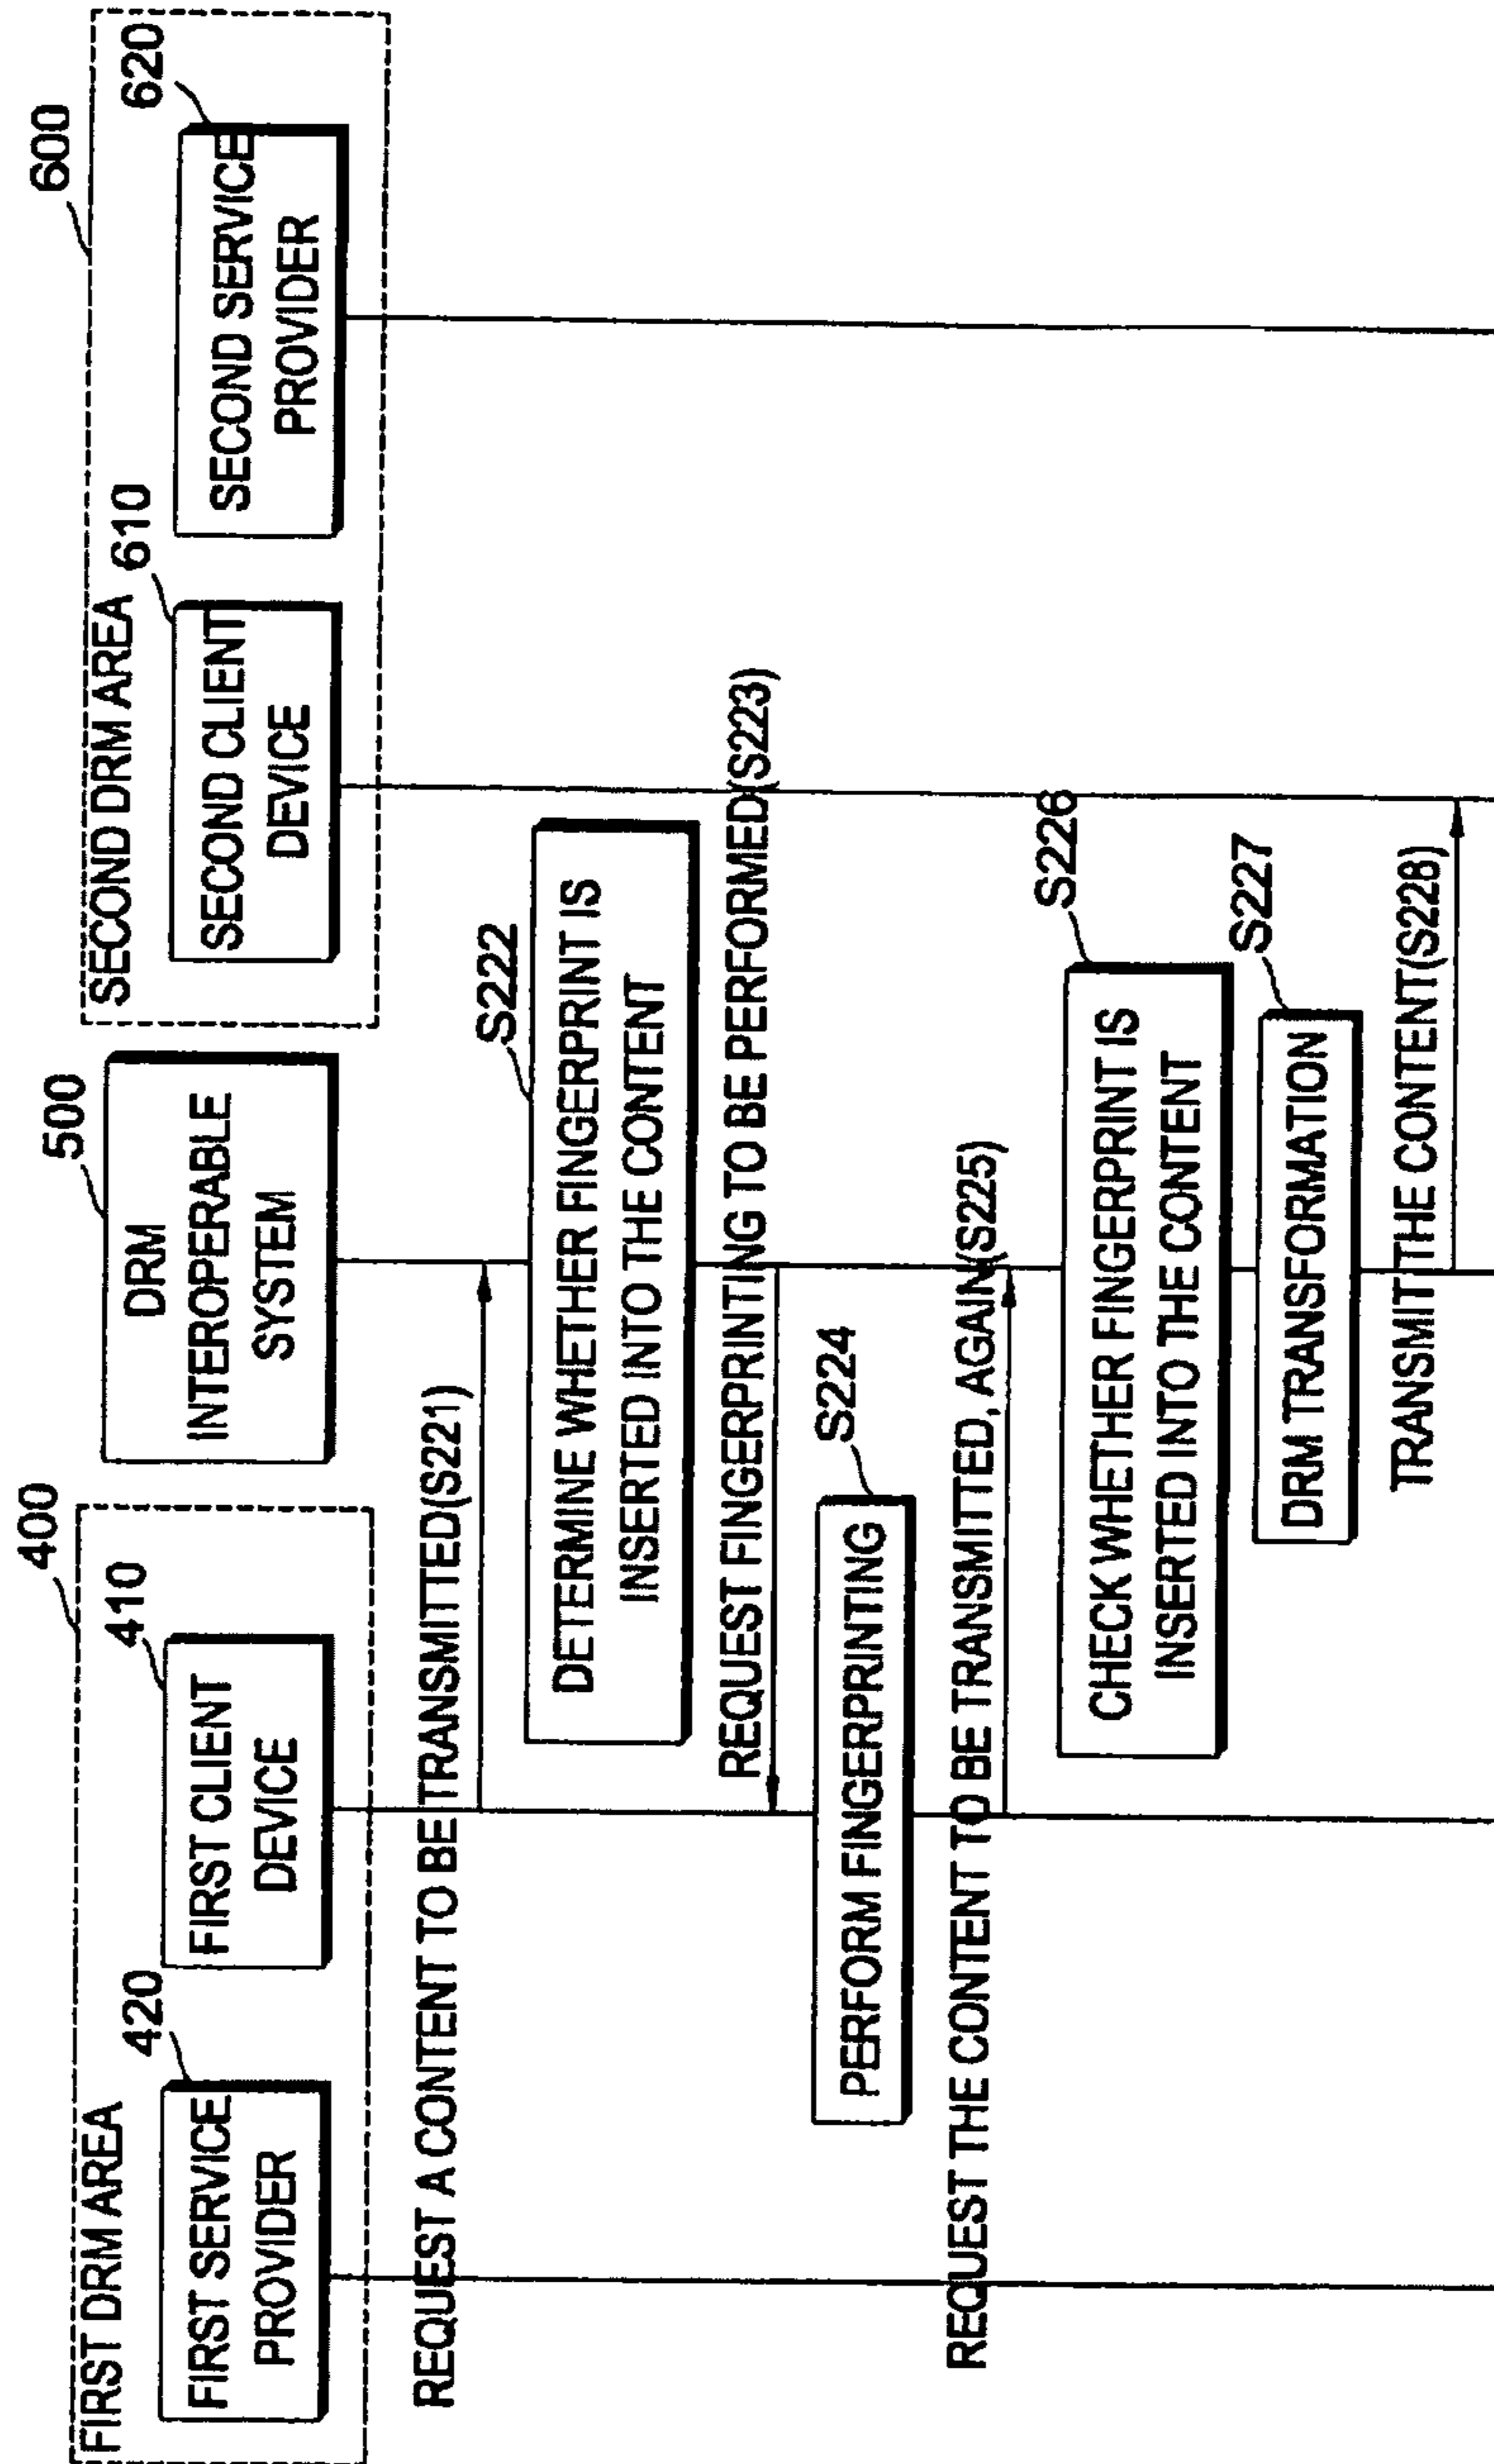 FIRST DRM AREA
400
420
FIRST SERVICE
PROVIDER
410
FIRST CLIENT
DEVICE
500
DRM
INTEROPERABLE
SYSTEM
SECOND DRM AREA
600
610
SECOND CLIENT
DEVICE
620
SECOND SERVICE
PROVIDER
REQUEST A CONTENT TO BE TRANSMITTED(S221)
S222
DETERMINE WHETHER FINGERPRINT IS
INSERTED INTO THE CONTENT
REQUEST FINGERPRINTING TO BE PERFORMED(S223)
S224
PERFORM FINGERPRINTING
REQUEST THE CONTENT TO BE TRANSMITTED, AGAIN(S225)
S226
CHECK WHETHER FINGERPRINT IS
INSERTED INTO THE CONTENT
S227
DRM TRANSFORMATION
TRANSMIT THE CONTENT(S228)